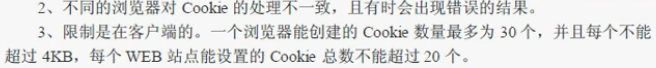 2、不同的浏览器对 Cookie 的处理不一致，且有时会出现错误的结果。
3、限制是在客户端的。一个浏览器能创建的 Cookie 数量最多为 30 个，并且每个不能
超过 4KB，每个 WEB 站点能设置的 Cookie 总数不能超过 20 个。